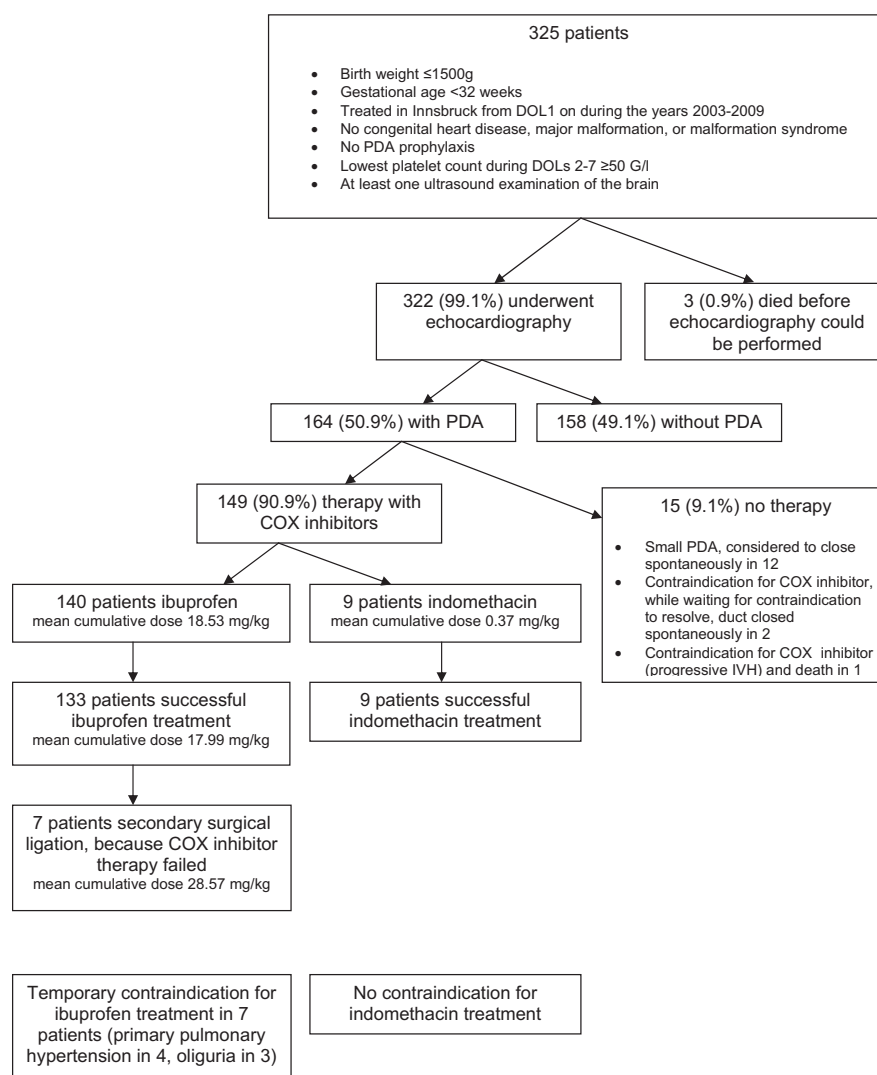 325 patients
• Birth weight ≤1500g
• Gestational age <32 weeks
• Treated in Innsbruck from DOL1 on during the years 2003-2009
• No congenital heart disease, major malformation, or malformation syndrome
• No PDA prophylaxis
• Lowest platelet count during DOLs 2-7 ≥50 G/l
• At least one ultrasound examination of the brain
322 (99.1%) underwent
echocardiography
3 (0.9%) died before
echocardiography could
be performed
164 (50.9%) with PDA
158 (49.1%) without PDA
149 (90.9%) therapy with
COX inhibitors
15 (9.1%) no therapy
• Small PDA, considered to close
spontaneously in 12
• Contraindication for COX inhibitor,
while waiting for contraindication
to resolve, duct closed
spontaneously in 2
• Contraindication for COX inhibitor
(progressive IVH) and death in 1
140 patients ibuprofen
mean cumulative dose 18.53 mg/kg
9 patients indomethacin
mean cumulative dose 0.37 mg/kg
133 patients successful
ibuprofen treatment
mean cumulative dose 17.99 mg/kg
9 patients successful
indomethacin treatment
7 patients secondary surgical
ligation, because COX inhibitor
therapy failed
mean cumulative dose 28.57 mg/kg
Temporary contraindication for
ibuprofen treatment in 7
patients (primary pulmonary
hypertension in 4, oliguria in 3)
No contraindication for
indomethacin treatment